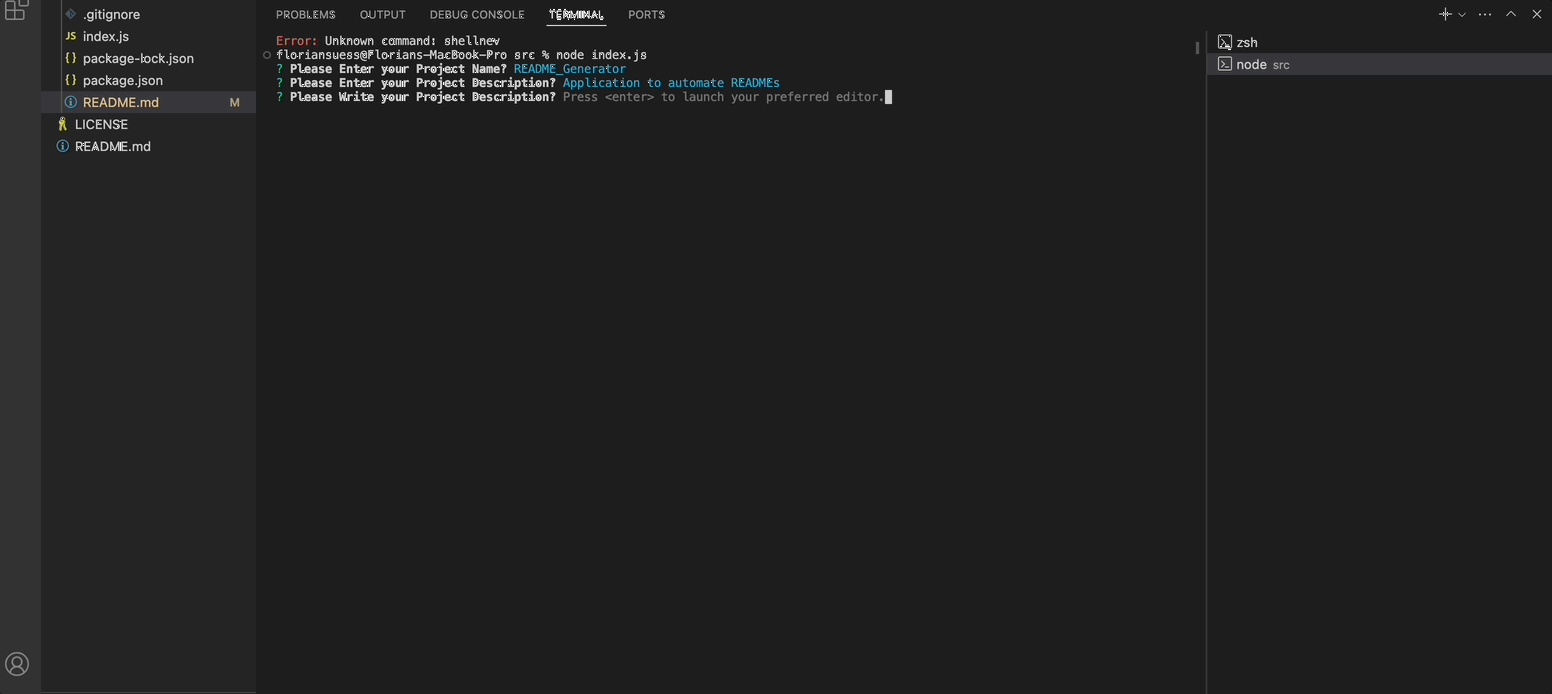 .gitignore
JS index.js
{} package-lock.json
{} package.json
README.md M
LICENSE
README.md
PROBLEMS OUTPUT DEBUG CONSOLE TERMINAL PORTS
Error: Unknown command: shellnew
floriansuess@Florians-MacBook-Pro src % node index.js
? Please Enter your Project Name? README_Generator
? Please Enter your Project Description? Application to automate READMEs
? Please Write your Project Description? Press <enter> to launch your preferred editor.
zsh
node src